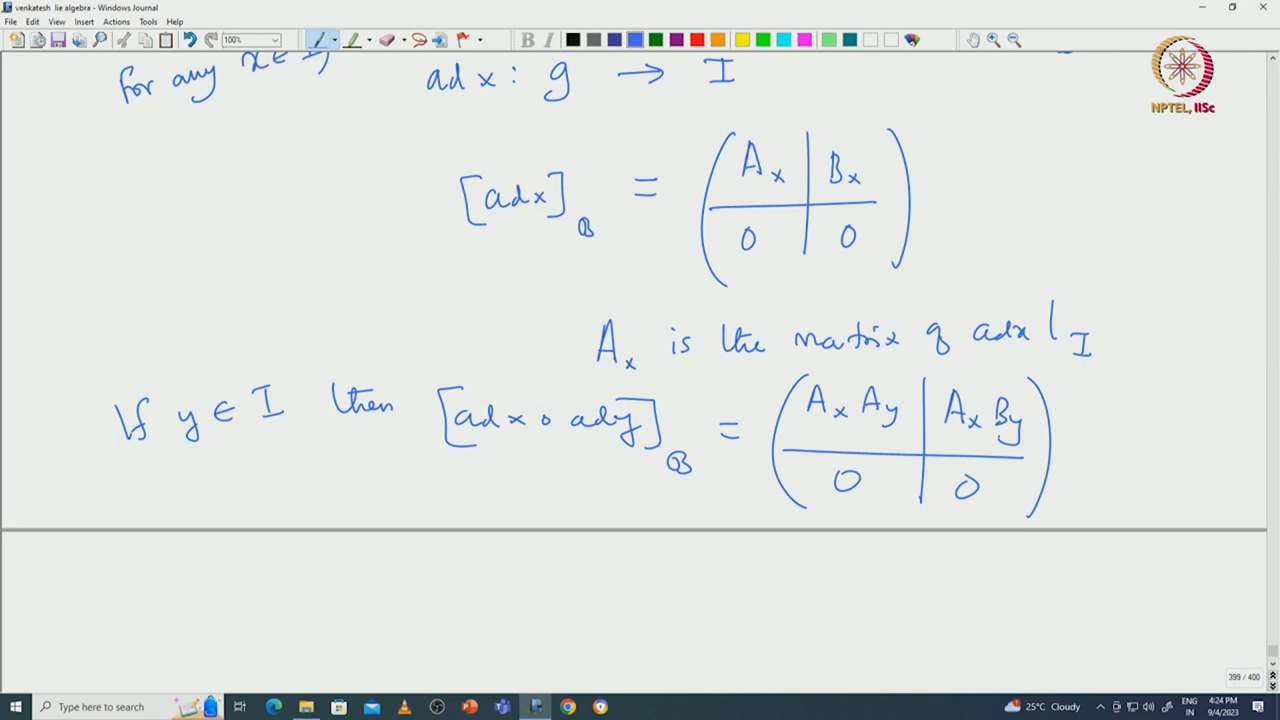 venkatesh lie algebra - Windows Journal
File Edit View Insert Actions Tools Help
100%
B I
NPTEL, IISc
for any x ∈ I, ad x : g → I
[ad x]_B = ( A_x | B_x
0 | 0 )
A_x is the matrix of ad x |_I
If y ∈ I then [ad x ∘ ad y]_B = ( A_x A_y | A_x B_y
0 | 0 )
399 / 400
Type here to search
25°C Cloudy
ENG
IN
4:24 PM
9/4/2023